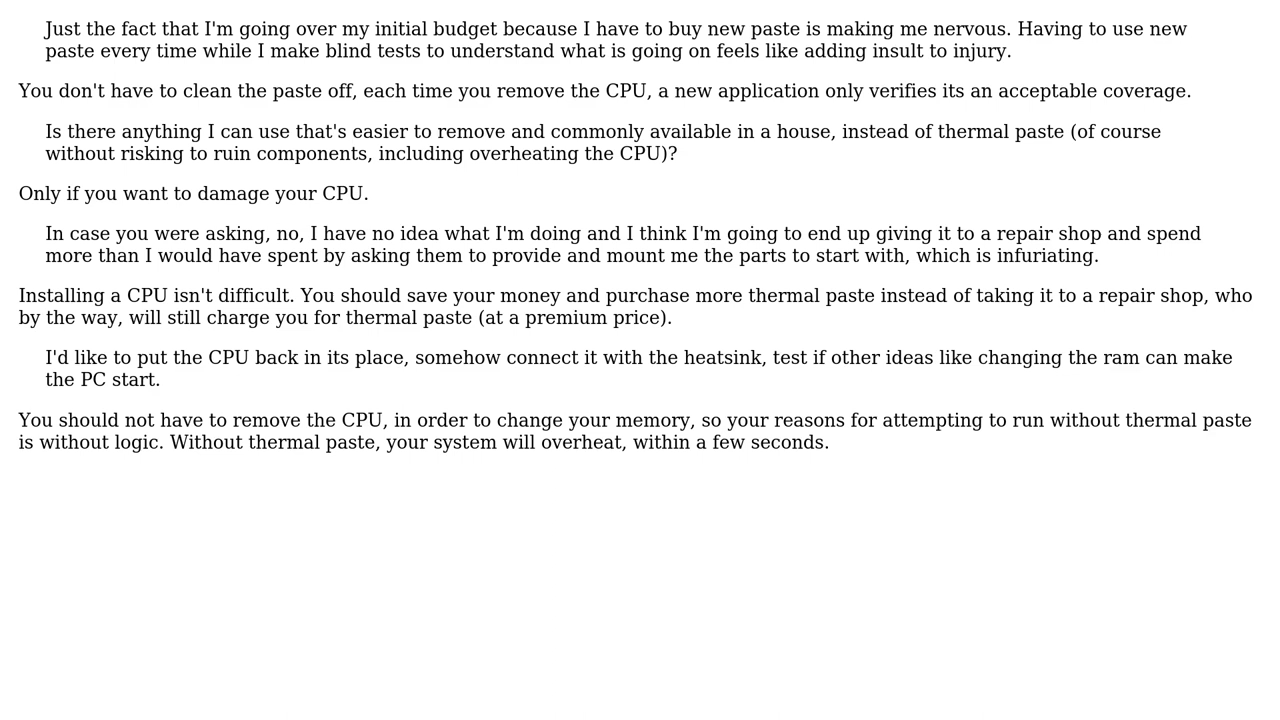 Just the fact that I'm going over my initial budget because I have to buy new paste is making me nervous. Having to use new
paste every time while I make blind tests to understand what is going on feels like adding insult to injury.
You don't have to clean the paste off, each time you remove the CPU, a new application only verifies its an acceptable coverage.
Is there anything I can use that's easier to remove and commonly available in a house, instead of thermal paste (of course
without risking to ruin components, including overheating the CPU)?
Only if you want to damage your CPU.
In case you were asking, no, I have no idea what I'm doing and I think I'm going to end up giving it to a repair shop and spend
more than I would have spent by asking them to provide and mount me the parts to start with, which is infuriating.
Installing a CPU isn't difficult. You should save your money and purchase more thermal paste instead of taking it to a repair shop, who
by the way, will still charge you for thermal paste (at a premium price).
I'd like to put the CPU back in its place, somehow connect it with the heatsink, test if other ideas like changing the ram can make
the PC start.
You should not have to remove the CPU, in order to change your memory, so your reasons for attempting to run without thermal paste
is without logic. Without thermal paste, your system will overheat, within a few seconds.